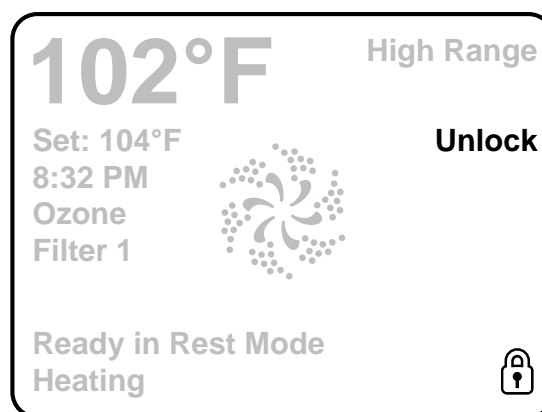 102°F
High Range
Set: 104°F
Unlock
8:32 PM
Ozone
Filter 1
Ready in Rest Mode
Heating